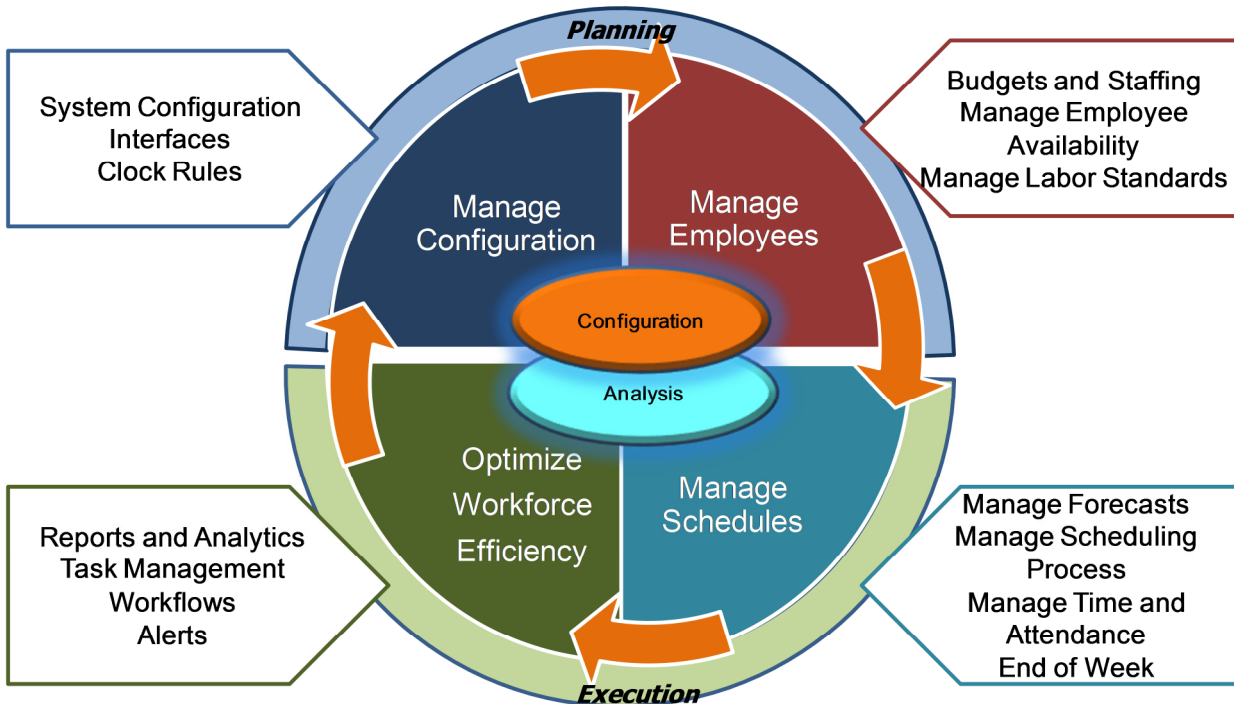 Planning
System Configuration
Interfaces
Clock Rules
Budgets and Staffing
Manage Employee
Availability
Manage Labor Standards
Manage
Configuration
Manage
Employees
Configuration
Analysis
Optimize
Workforce
Efficiency
Manage
Schedules
Reports and Analytics
Task Management
Workflows
Alerts
Manage Forecasts
Manage Scheduling
Process
Manage Time and
Attendance
End of Week
Execution